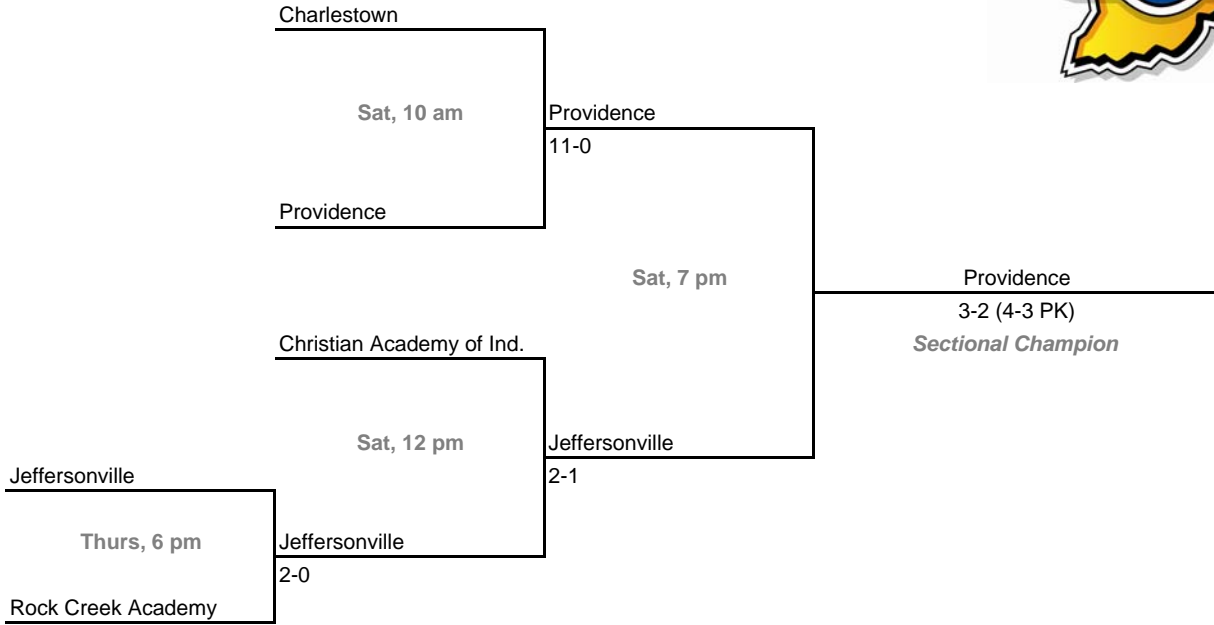 Charlestown
Sat, 10 am
Providence
11-0
Providence
Sat, 7 pm
Providence
3-2 (4-3 PK)
Sectional Champion
Christian Academy of Ind.
Sat, 12 pm
Jeffersonville
2-1
Jeffersonville
Thurs, 6 pm
Jeffersonville
2-0
Rock Creek Academy